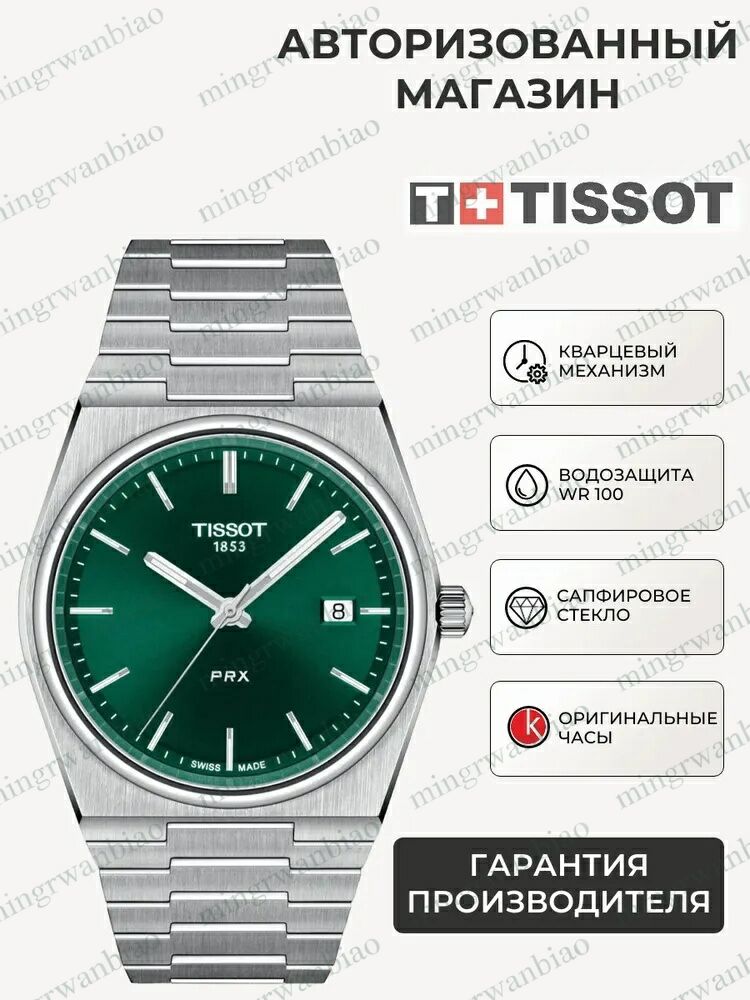 АВТОРИЗОВАННЫЙ
МАГАЗИН
T+TISSOT
КВАРЦЕВЫЙ
МЕХАНИЗМ
ВОДОЗАЩИТА
WR 100
САПФИРОВОЕ
СТЕКЛО
k ОРИГИНАЛЬНЫЕ
ЧАСЫ
ГАРАНТИЯ
ПРОИЗВОДИТЕЛЯ
TISSOT
1853
8
PRX
SWISS MADE
mingrwanbiao